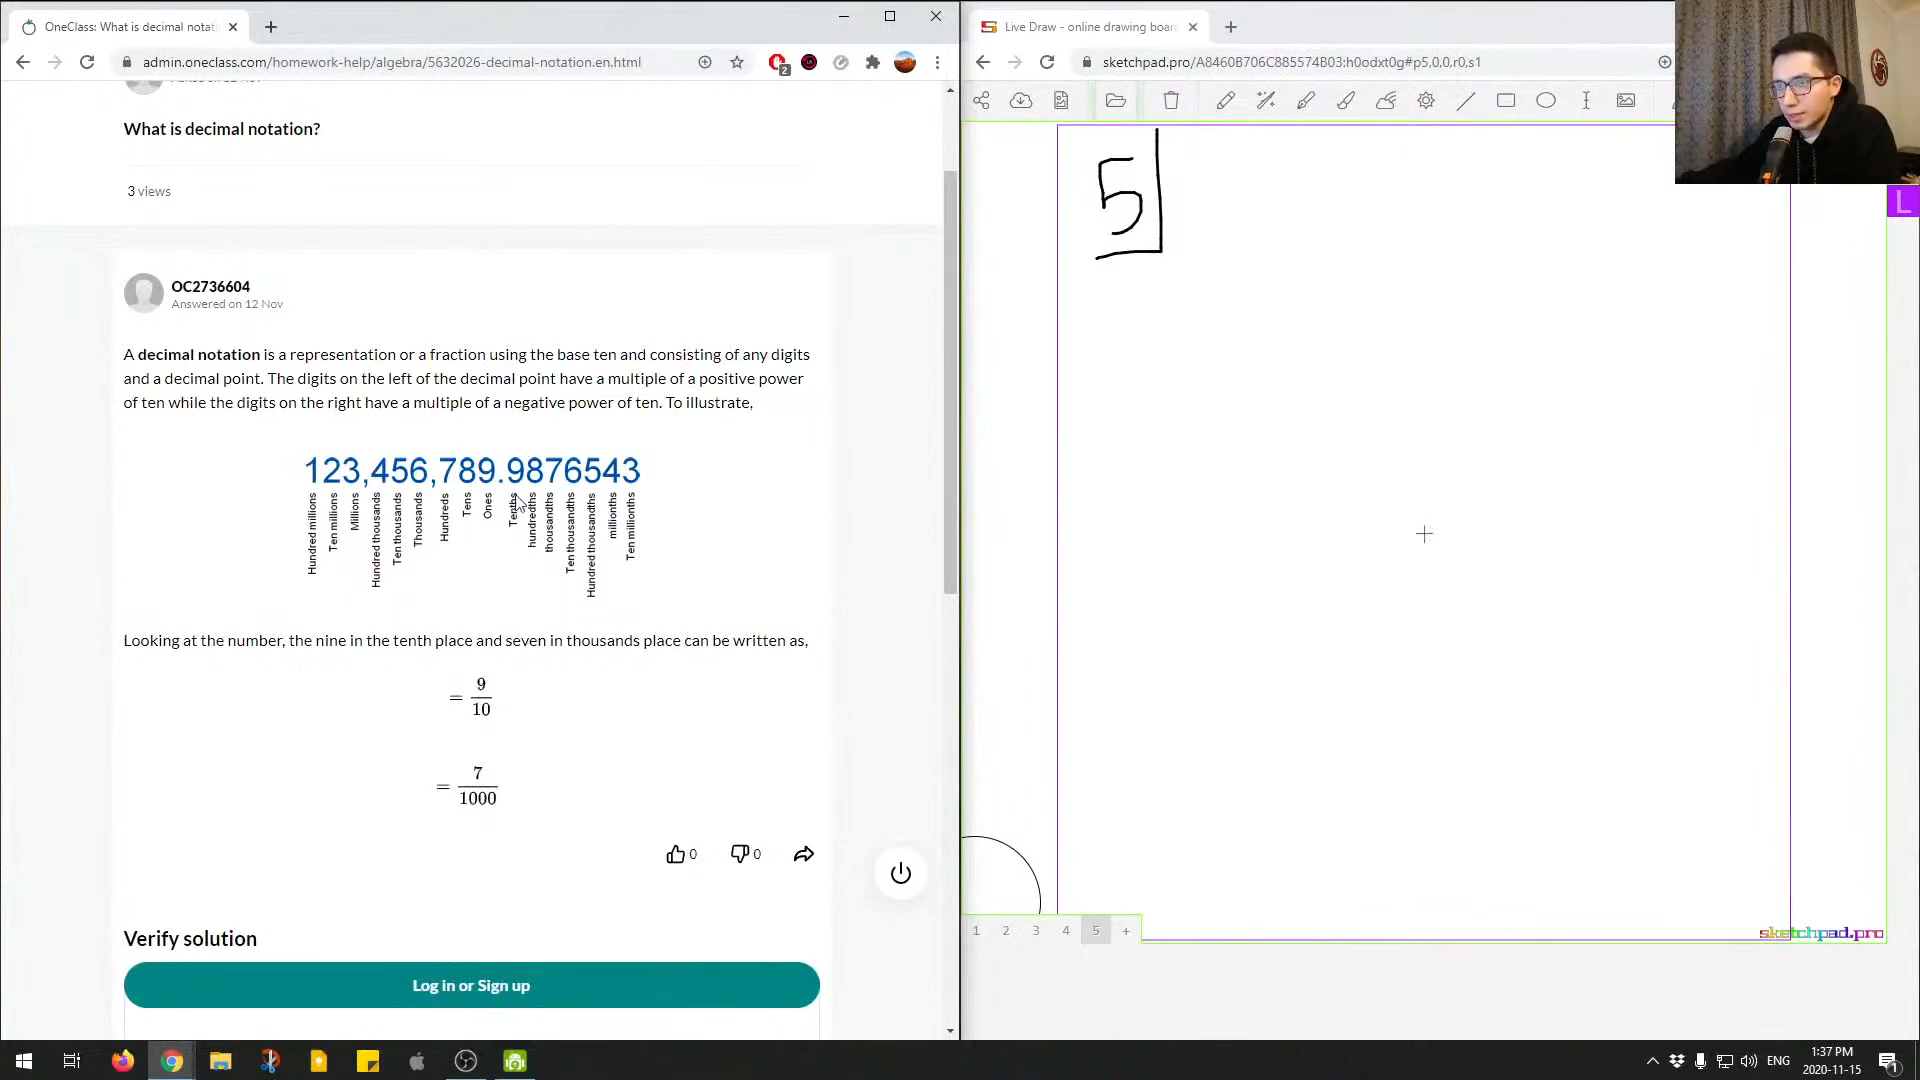 OneClass: What is decimal notati
admin.oneclass.com/homework-help/algebra/5632026-decimal-notation.en.html
2
What is decimal notation?
3 views
OC2736604
Answered on 12 Nov
A decimal notation is a representation or a fraction using the base ten and consisting of any digits
and a decimal point. The digits on the left of the decimal point have a multiple of a positive power
of ten while the digits on the right have a multiple of a negative power of ten. To illustrate,
123,456,789.9876543
Hundred millions
Ten millions
Millions
Hundred thousands
Ten thousands
Thousands
Hundreds
Tens
Ones
Tenths
hundredths
thousandths
Ten thousandths
Hundred thousandths
millionths
Ten millionths
Looking at the number, the nine in the tenth place and seven in thousands place can be written as,
= 9/10
= 7/1000
0
0
Verify solution
Log in or Sign up
Live Draw - online drawing boar
sketchpad.pro/A8460B706C885574B03:h0odxt0g#p5,0,0,r0,s1
5
L
1 2 3 4 5 +
sketchpad.pro
ENG
1:37 PM
2020-11-15
1